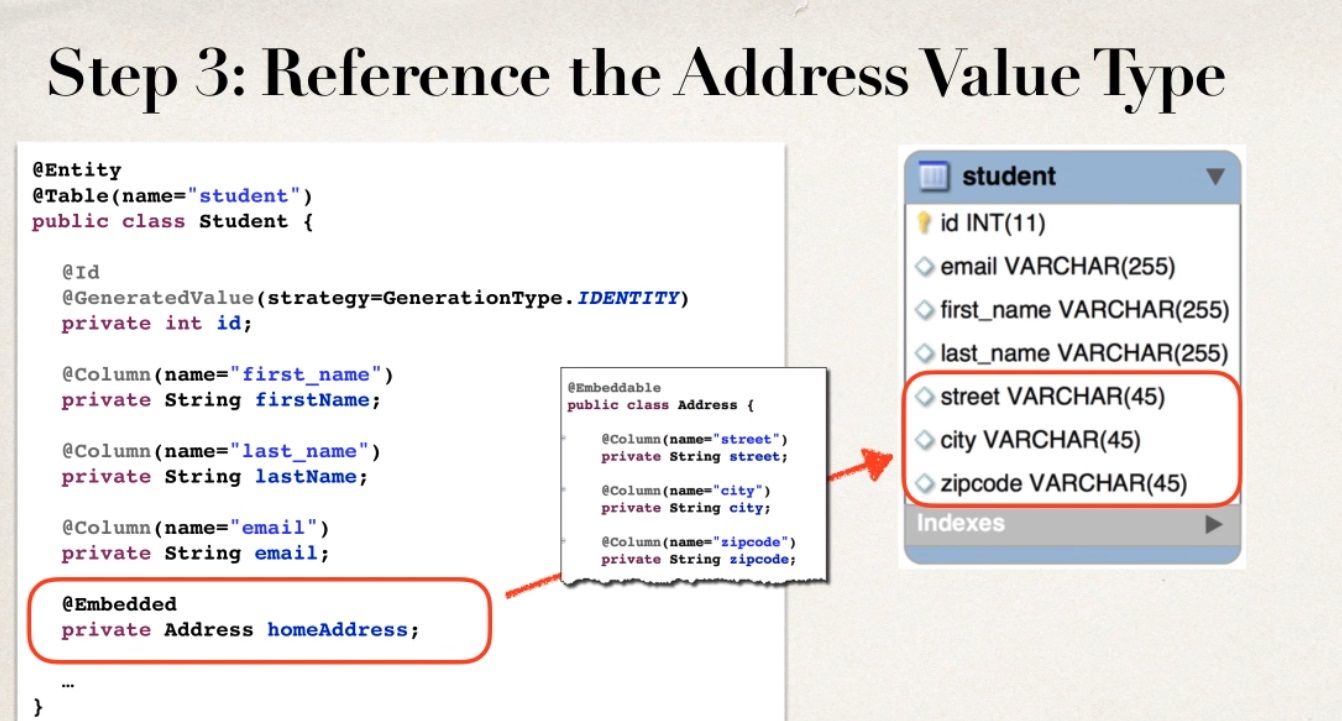 Step 3: Reference the Address Value Type
@Entity
@Table(name="student")
public class Student {
@Id
@GeneratedValue(strategy=GenerationType.IDENTITY)
private int id;
@Column(name="first_name")
private String firstName;
@Column(name="last_name")
private String lastName;
@Column(name="email")
private String email;
@Embedded
private Address homeAddress;
…
}
@Embeddable
public class Address {
@Column(name="street")
private String street;
@Column(name="city")
private String city;
@Column(name="zipcode")
private String zipcode;
student
id INT(11)
email VARCHAR(255)
first_name VARCHAR(255)
last_name VARCHAR(255)
street VARCHAR(45)
city VARCHAR(45)
zipcode VARCHAR(45)
Indexes